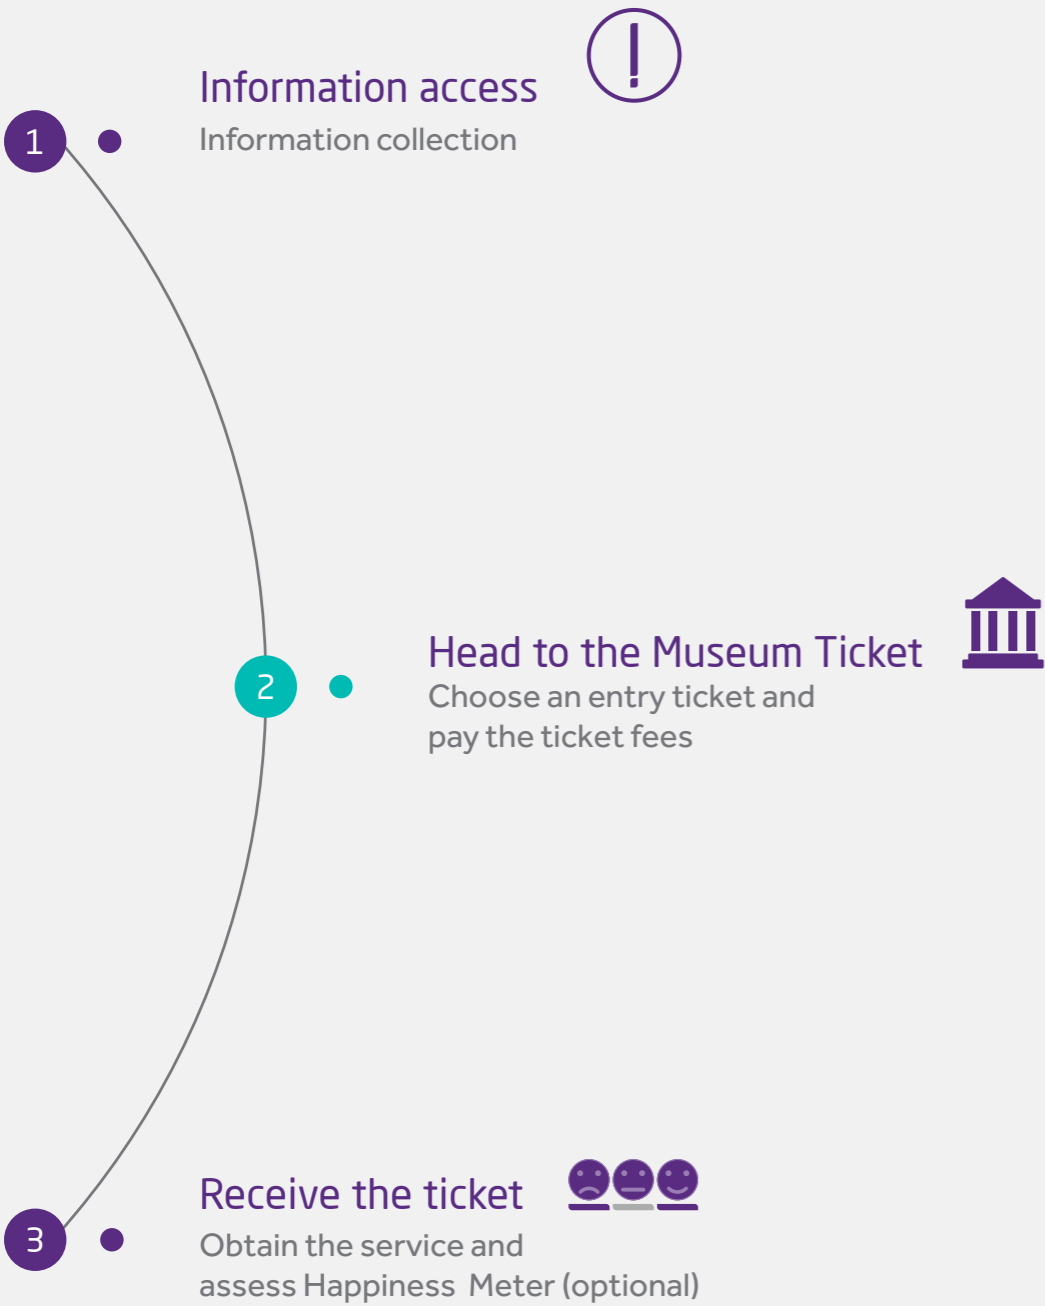 Information access
1
Information collection
Head to the Museum Ticket
2
Choose an entry ticket and
pay the ticket fees
Receive the ticket
3
Obtain the service and
assess Happiness Meter (optional)